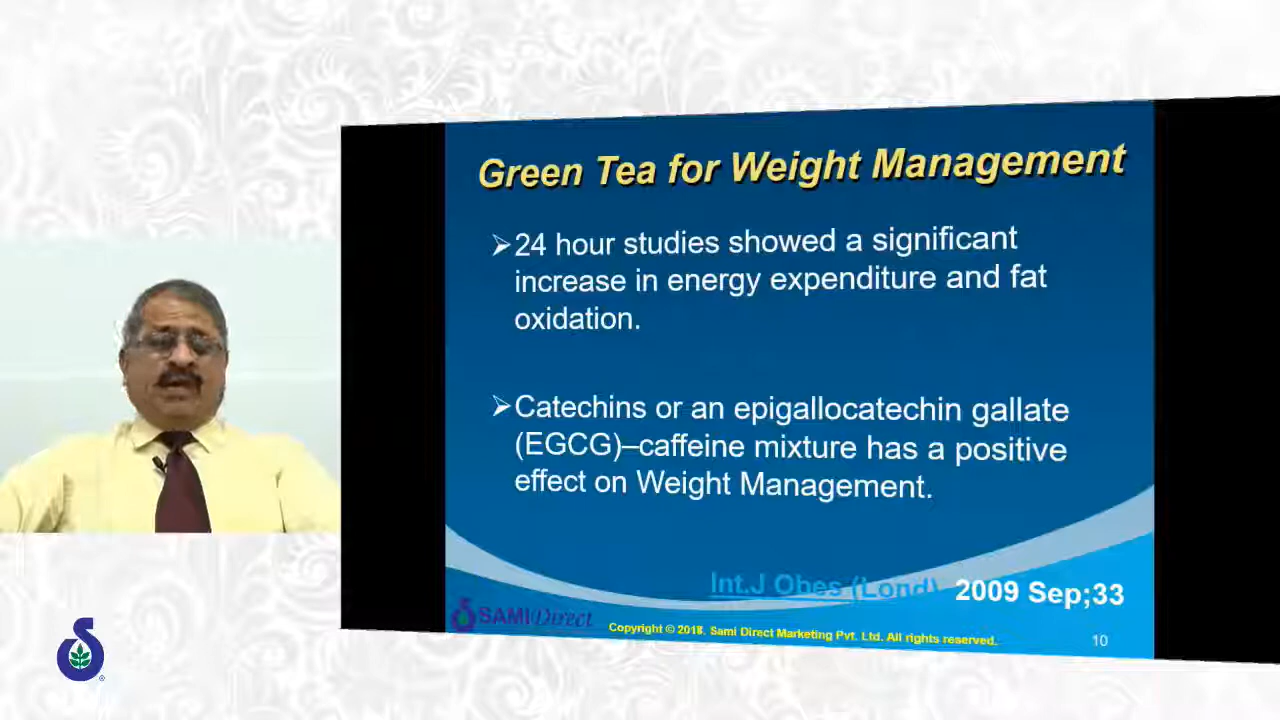 Green Tea for Weight Management
➢24 hour studies showed a significant
increase in energy expenditure and fat
oxidation.
➢Catechins or an epigallocatechin gallate
(EGCG)–caffeine mixture has a positive
effect on Weight Management.
Int.J Obes (Lond). 2009 Sep;33
SAMI Direct
Copyright © 2018. Sami Direct Marketing Pvt. Ltd. All rights reserved.
10
®